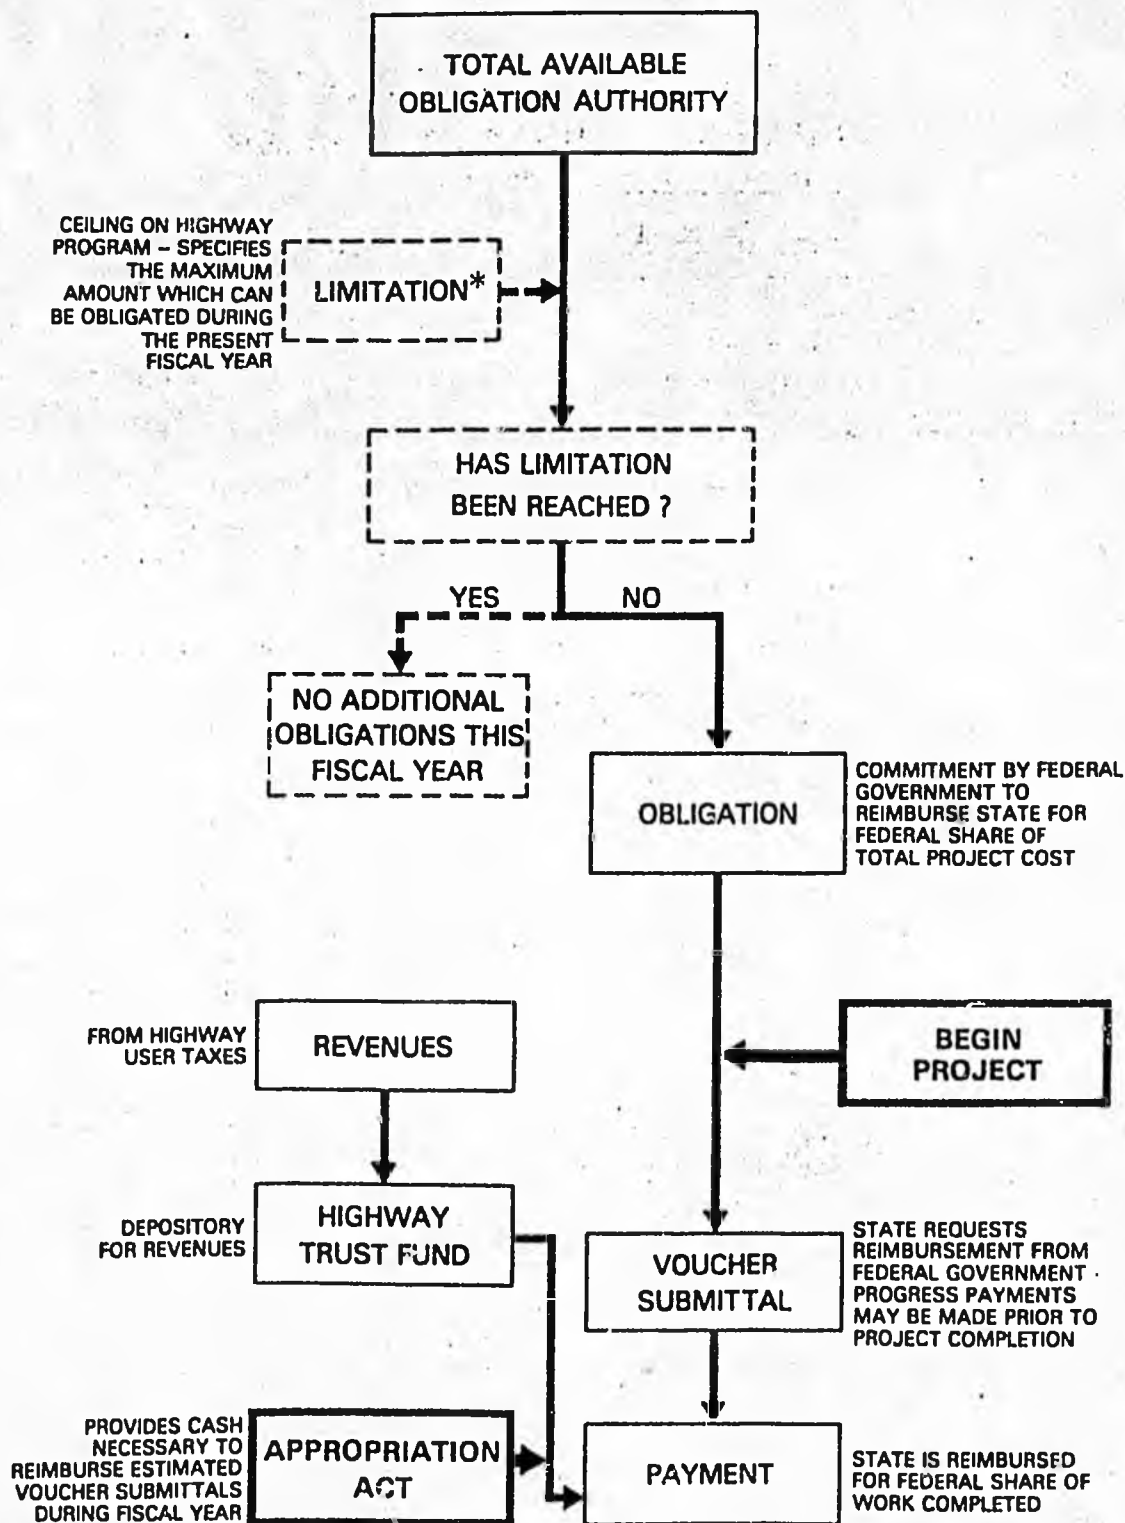 TOTAL AVAILABLE
OBLIGATION AUTHORITY
CEILING ON HIGHWAY
PROGRAM – SPECIFIES
THE MAXIMUM
AMOUNT WHICH CAN
BE OBLIGATED DURING
THE PRESENT
FISCAL YEAR
LIMITATION*
HAS LIMITATION
BEEN REACHED ?
YES
NO
NO ADDITIONAL
OBLIGATIONS THIS
FISCAL YEAR
OBLIGATION
COMMITMENT BY FEDERAL
GOVERNMENT TO
REIMBURSE STATE FOR
FEDERAL SHARE OF
TOTAL PROJECT COST
FROM HIGHWAY
USER TAXES
REVENUES
BEGIN
PROJECT
DEPOSITORY
FOR REVENUES
HIGHWAY
TRUST FUND
VOUCHER
SUBMITTAL
STATE REQUESTS
REIMBURSEMENT FROM
FEDERAL GOVERNMENT
PROGRESS PAYMENTS
MAY BE MADE PRIOR TO
PROJECT COMPLETION
PROVIDES CASH
NECESSARY TO
REIMBURSE ESTIMATED
VOUCHER SUBMITTALS
DURING FISCAL YEAR
APPROPRIATION
ACT
PAYMENT
STATE IS REIMBURSED
FOR FEDERAL SHARE OF
WORK COMPLETED